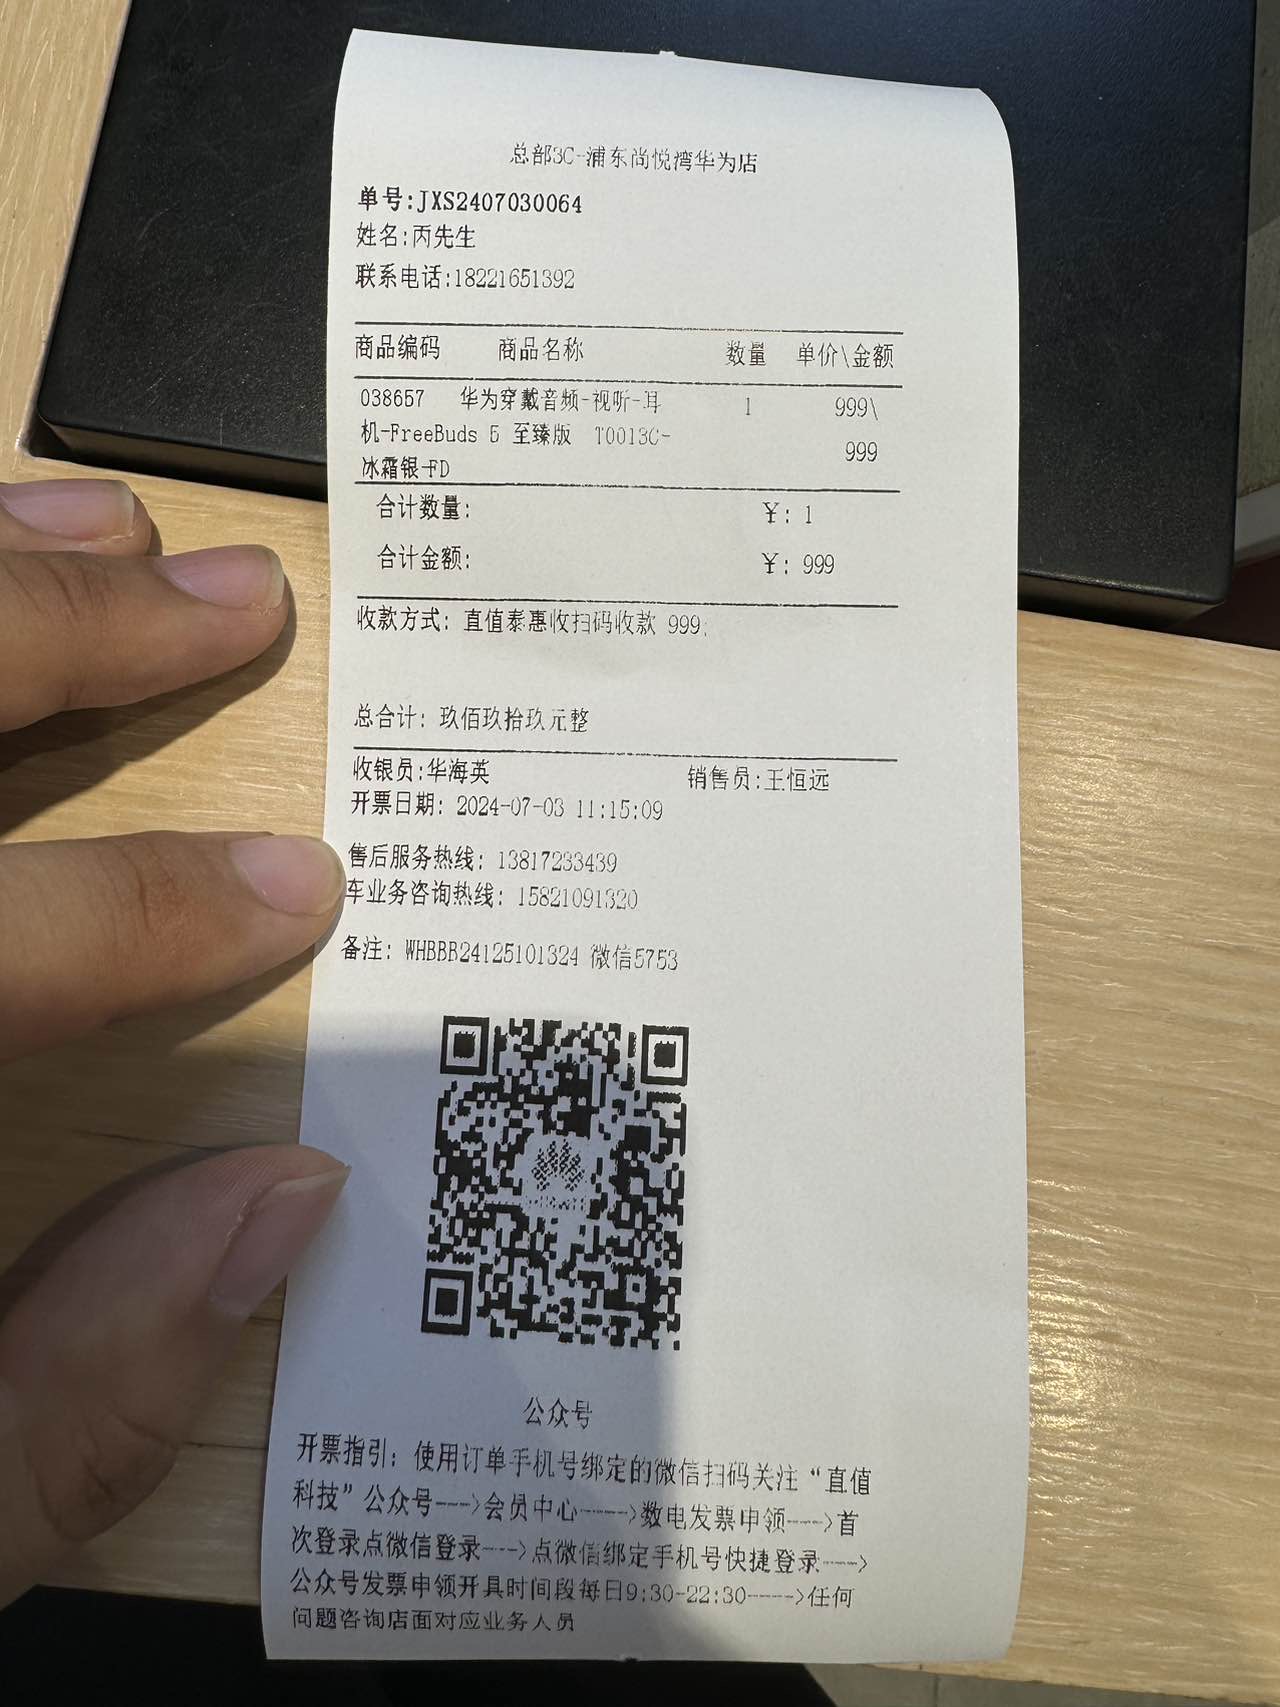 总部3C-浦东尚悦湾华为店
单号:JXS2407030064
姓名:丙先生
联系电话:18221651392
商品编码 商品名称 数量 单价\金额
038657 华为穿戴音频-视听-耳 1 999\
机-FreeBuds 5 至臻版 T0013C- 999
冰霜银-FD
合计数量: ¥: 1
合计金额: ¥: 999
收款方式: 直值泰惠收扫码收款 999;
总合计: 玖佰玖拾玖元整
收银员:华海英 销售员:王恒远
开票日期: 2024-07-03 11:15:09
售后服务热线: 13817233439
车业务咨询热线: 15821091320
备注: WHBBB24125101324 微信5753
公众号
开票指引: 使用订单手机号绑定的微信扫码关注“直值
科技”公众号--->会员中心----->数电发票申领---->首
次登录点微信登录---->点微信绑定手机号快捷登录---->
公众号发票申领开具时间段每日9:30-22:30----->任何
问题咨询店面对应业务人员